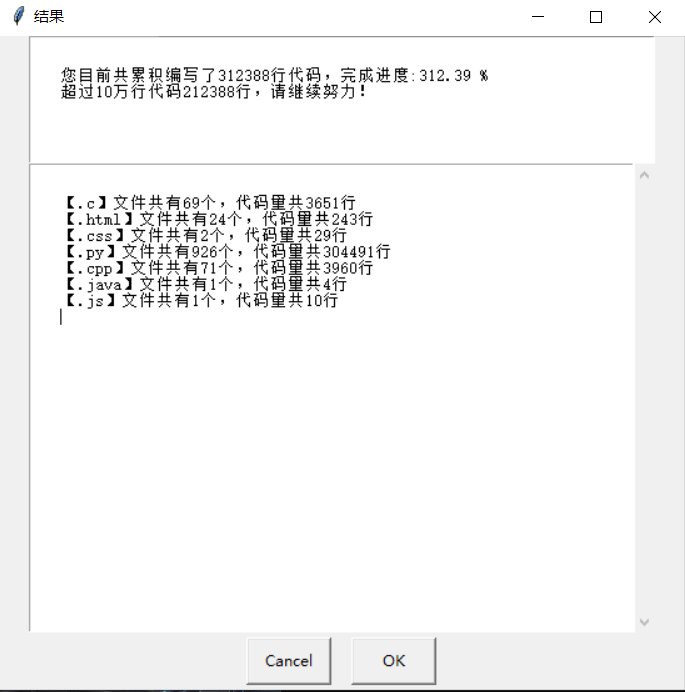 结果
您目前共累积编写了312388行代码，完成进度:312.39 %
超过10万行代码212388行，请继续努力！
【.c】文件共有69个，代码量共3651行
【.html】文件共有24个，代码量共243行
【.css】文件共有2个，代码量共29行
【.py】文件共有926个，代码量共304491行
【.cpp】文件共有71个，代码量共3960行
【.java】文件共有1个，代码量共4行
【.js】文件共有1个，代码量共10行
Cancel OK